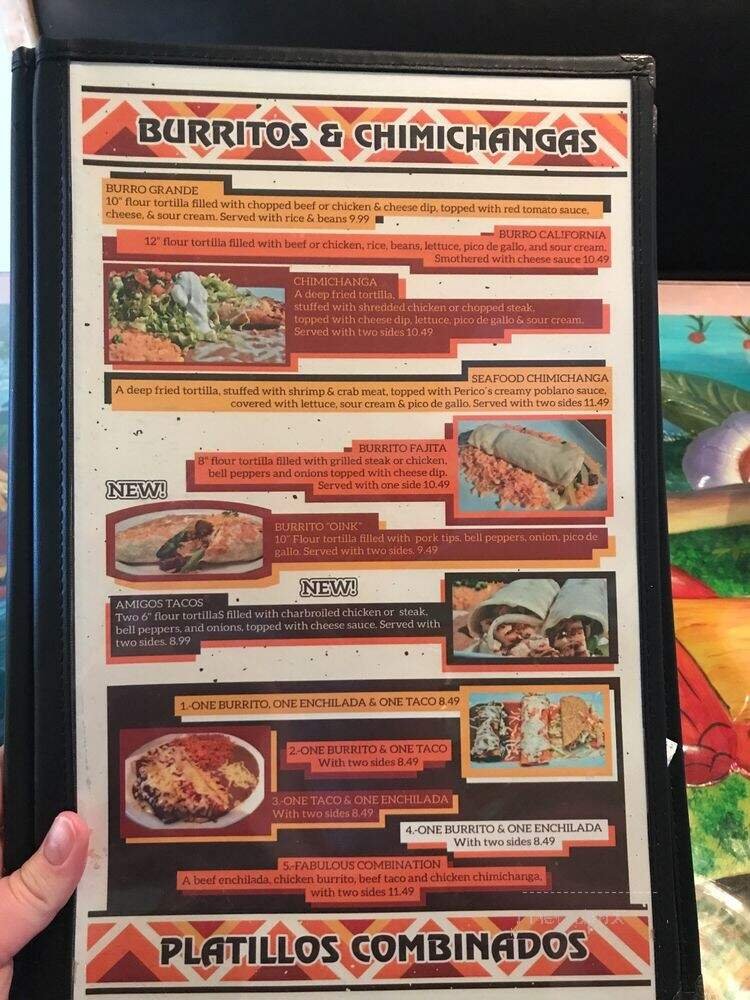 BURRITOS & CHIMICHANGAS
BURRO GRANDE
10" flour tortilla filled with chopped beef or chicken & cheese dip, topped with red tomato sauce,
cheese, & sour cream. Served with rice & beans 9.99
BURRO CALIFORNIA
12" flour tortilla filled with beef or chicken, rice, beans, lettuce, pico de gallo, and sour cream.
Smothered with cheese sauce 10.49
CHIMICHANGA
A deep fried tortilla,
stuffed with shredded chicken or chopped steak,
topped with cheese dip, lettuce, pico de gallo & sour cream.
Served with two sides 10.49
SEAFOOD CHIMICHANGA
A deep fried tortilla, stuffed with shrimp & crab meat, topped with Perico's creamy poblano sauce,
covered with lettuce, sour cream & pico de gallo. Served with two sides 11.49
BURRITO FAJITA
8" flour tortilla filled with grilled steak or chicken,
bell peppers and onions topped with cheese dip.
Served with one side 10.49
NEW!
BURRITO "OINK"
10" Flour tortilla filled with pork tips, bell peppers, onion, pico de
gallo. Served with two sides. 9.49
NEW!
AMIGOS TACOS
Two 6" flour tortillaS filled with charbroiled chicken or steak,
bell peppers, and onions, topped with cheese sauce. Served with
two sides. 8.99
1.-ONE BURRITO, ONE ENCHILADA & ONE TACO 8.49
2.-ONE BURRITO & ONE TACO
With two sides 8.49
3.-ONE TACO & ONE ENCHILADA
With two sides 8.49
4.-ONE BURRITO & ONE ENCHILADA
With two sides 8.49
5.-FABULOUS COMBINATION
A beef enchilada, chicken burrito, beef taco and chicken chimichanga,
with two sides 11.49
PLATILLOS COMBINADOS